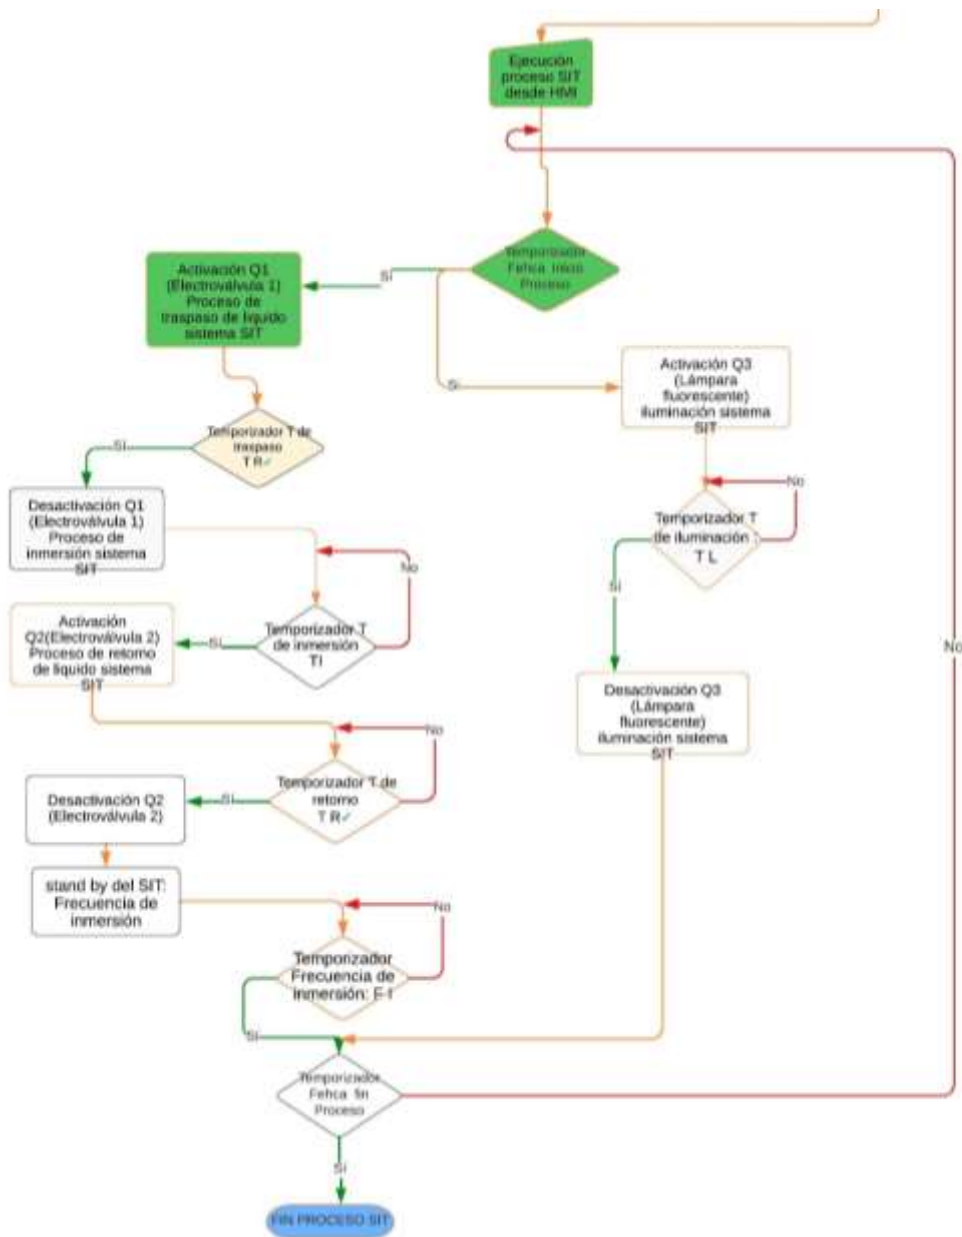 Ejecución
proceso SIT
desde HMI
Temporizador
Fehca Inicio
Proceso
Si
Activación Q1
(Electroválvula 1)
Proceso de
traspaso de liquido
sistema SIT
Si
Activación Q3
(Lámpara
fluorescente)
iluminación sistema
SIT
Temporizador T de
traspaso
T R✓
Si
Desactivación Q1
(Electroválvula 1)
Proceso de
inmersión sistema
SIT
No
Temporizador T
de iluminación :
T L
Si
No
Temporizador T
de inmersión
TI
Si
Activación
Q2(Electroválvula 2)
Proceso de retorno
de liquido sistema
SIT
No
Desactivación Q3
(Lámpara
fluorescente)
iluminación sistema
SIT
No
Temporizador T de
retorno
T R✓
Si
Desactivación Q2
(Electroválvula 2)
stand by del SIT:
Frecuencia de
inmersión
No
Temporizador
Frecuencia de
inmersión: F I
Si
Temporizador
Fehca fin
Proceso
Si
FIN PROCESO SIT